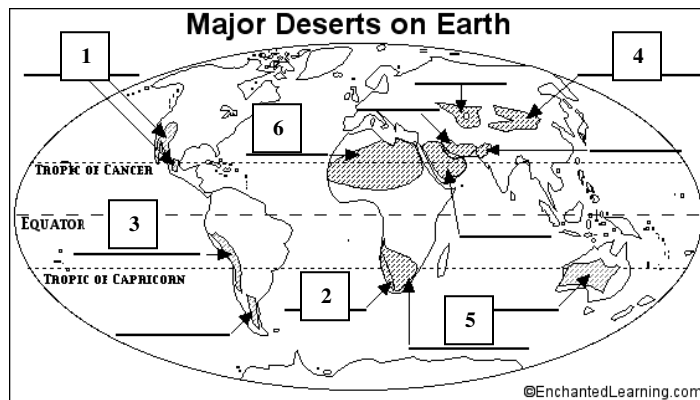 Major Deserts on Earth
1
4
6
TROPIC OF CANCER
EQUATOR
3
TROPIC OF CAPRICORN
2
5
©EnchantedLearning.com